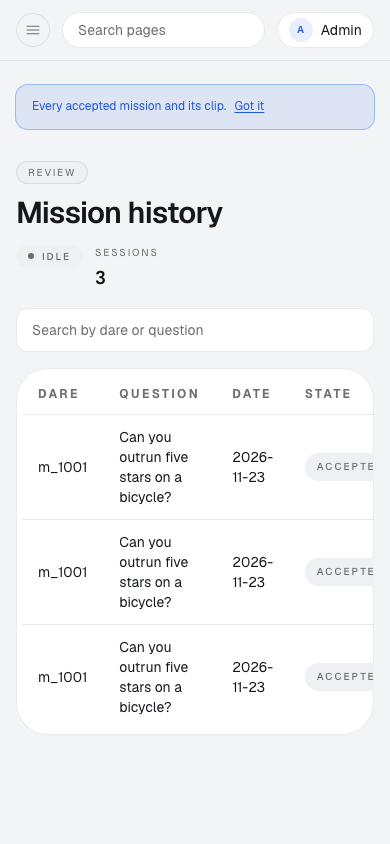 Search pages
A
Admin
Every accepted mission and its clip. Got it
REVIEW
Mission history
IDLE
SESSIONS
3
Search by dare or question
DARE QUESTION DATE STATE
m_1001
Can you
outrun five
stars on a
bicycle?
2026-
11-23
ACCEPTE
m_1001
Can you
outrun five
stars on a
bicycle?
2026-
11-23
ACCEPTE
m_1001
Can you
outrun five
stars on a
bicycle?
2026-
11-23
ACCEPTE